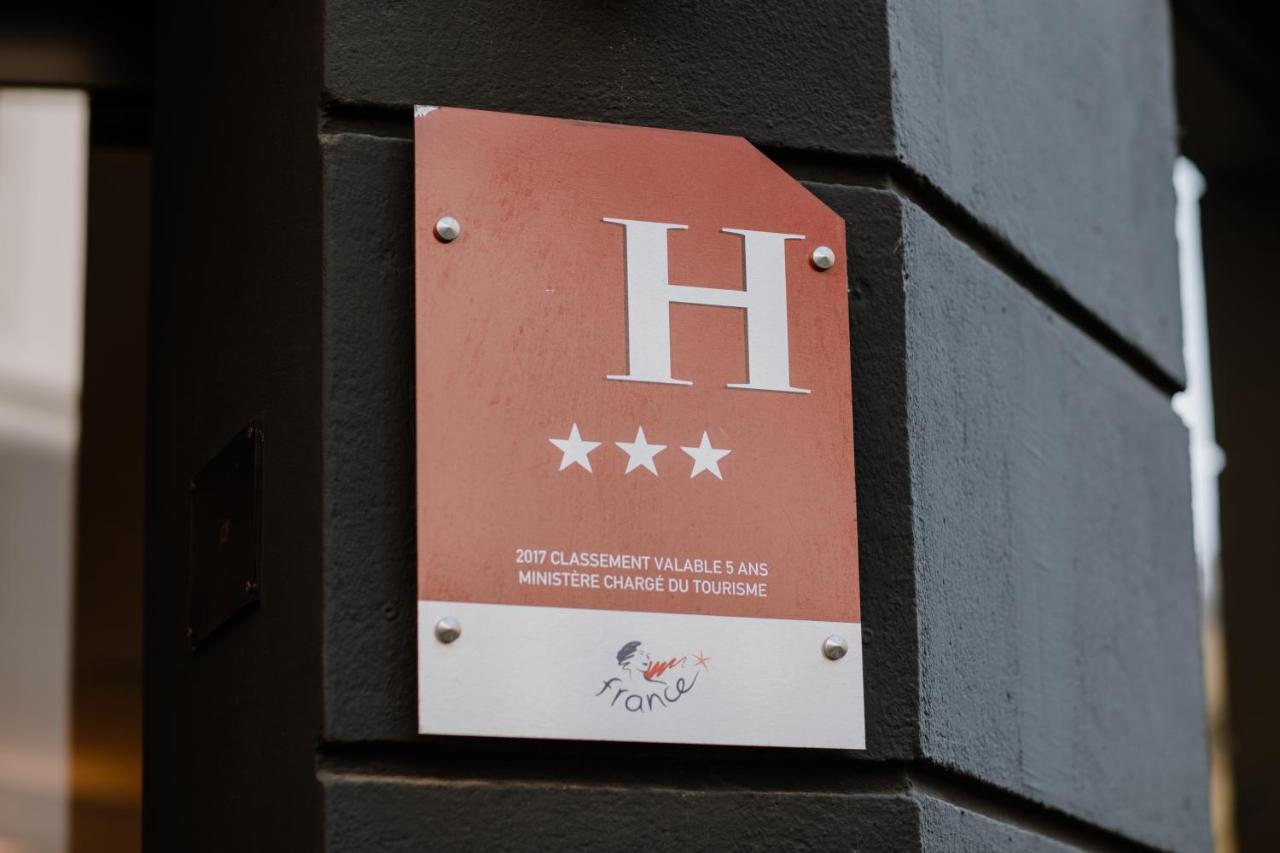 H
2017 CLASSEMENT VALABLE 5 ANS
MINISTÈRE CHARGÉ DU TOURISME
france